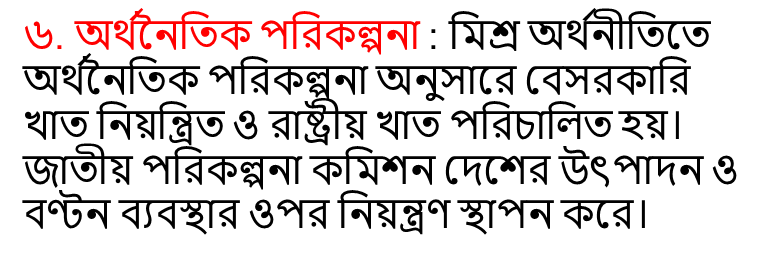 ৬. অর্থনৈতিক পরিকল্পনা : মিশ্র অর্থনীতিতে
অর্থনৈতিক পরিকল্পনা অনুসারে বেসরকারি
খাত নিয়ন্ত্রিত ও রাষ্ট্রীয় খাত পরিচালিত হয়।
জাতীয় পরিকল্পনা কমিশন দেশের উৎপাদন ও
বণ্টন ব্যবস্থার ওপর নিয়ন্ত্রণ স্থাপন করে।